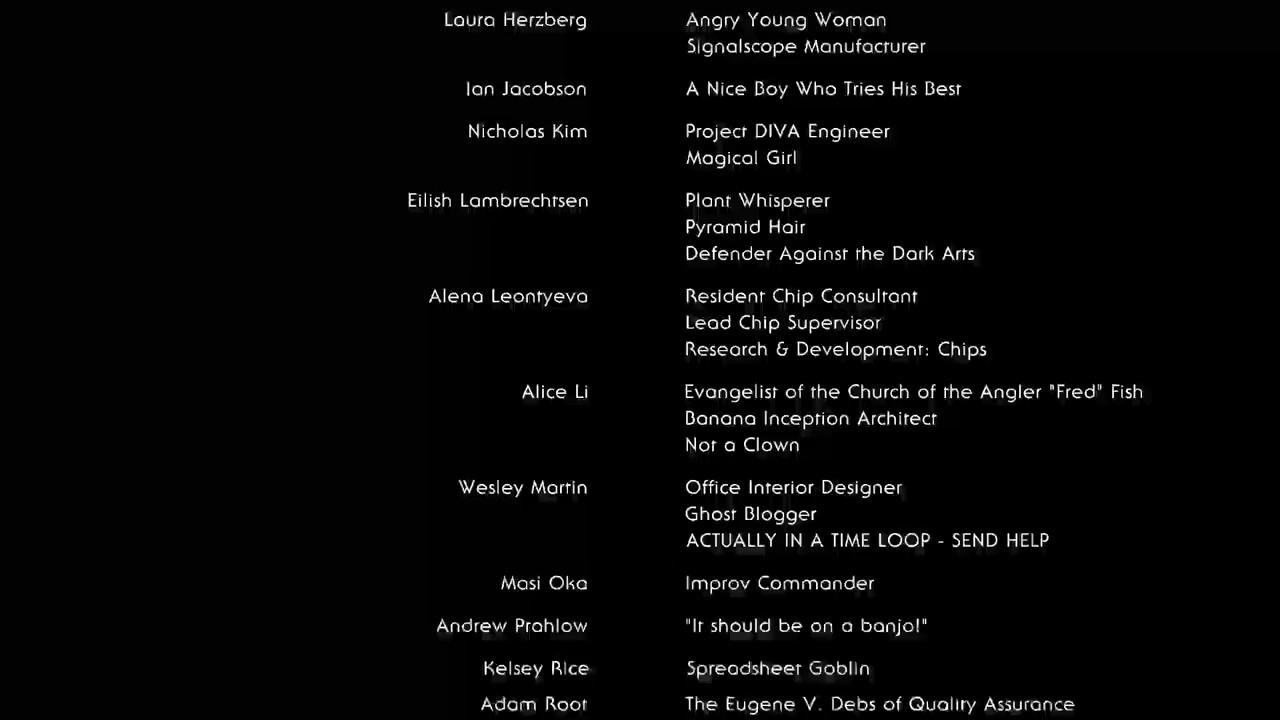 Laura Herzberg Angry Young Woman
Signalscope Manufacturer
Ian Jacobson A Nice Boy Who Tries His Best
Nicholas Kim Project DIVA Engineer
Magical Girl
Eilish Lambrechtsen Plant Whisperer
Pyramid Hair
Defender Against the Dark Arts
Alena Leontyeva Resident Chip Consultant
Lead Chip Supervisor
Research & Development: Chips
Alice Li Evangelist of the Church of the Angler "Fred" Fish
Banana Inception Architect
Not a Clown
Wesley Martin Office Interior Designer
Ghost Blogger
ACTUALLY IN A TIME LOOP - SEND HELP
Masi Oka Improv Commander
Andrew Prahlow "It should be on a banjo!"
Kelsey Rice Spreadsheet Goblin
Adam Root The Eugene V. Debs of Quality Assurance